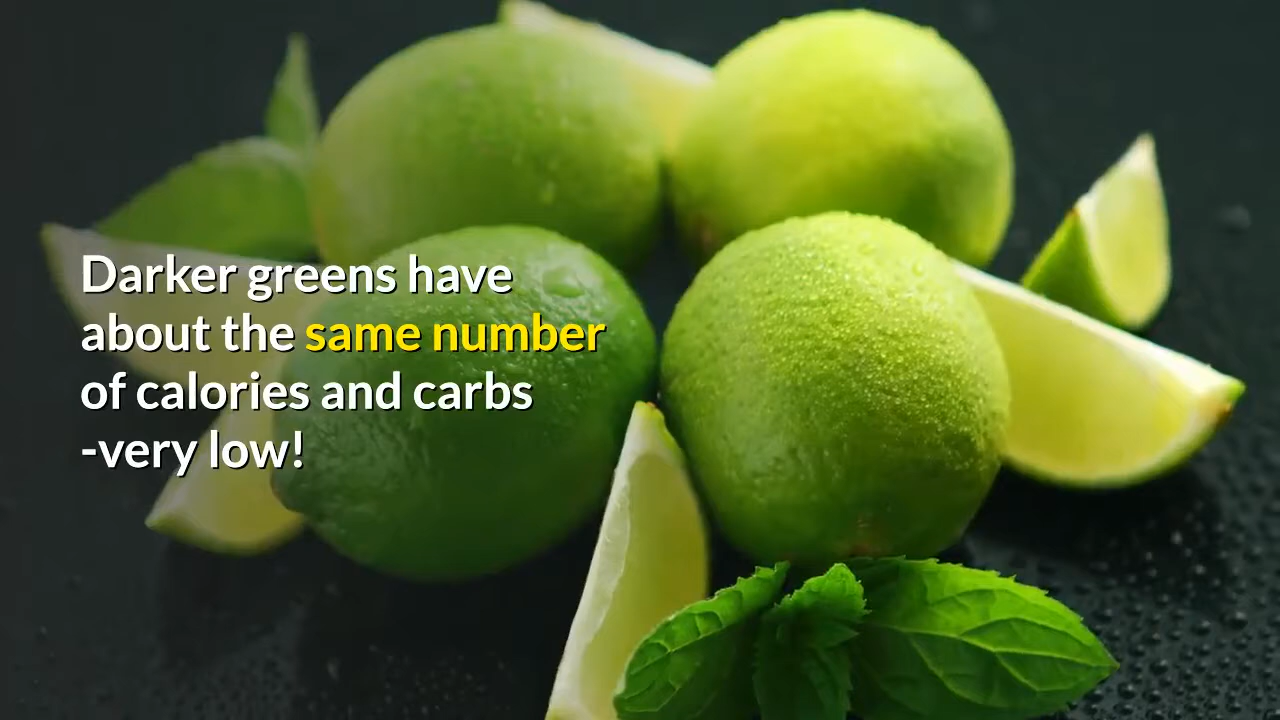 Darker greens have
about the same number
of calories and carbs
-very low!